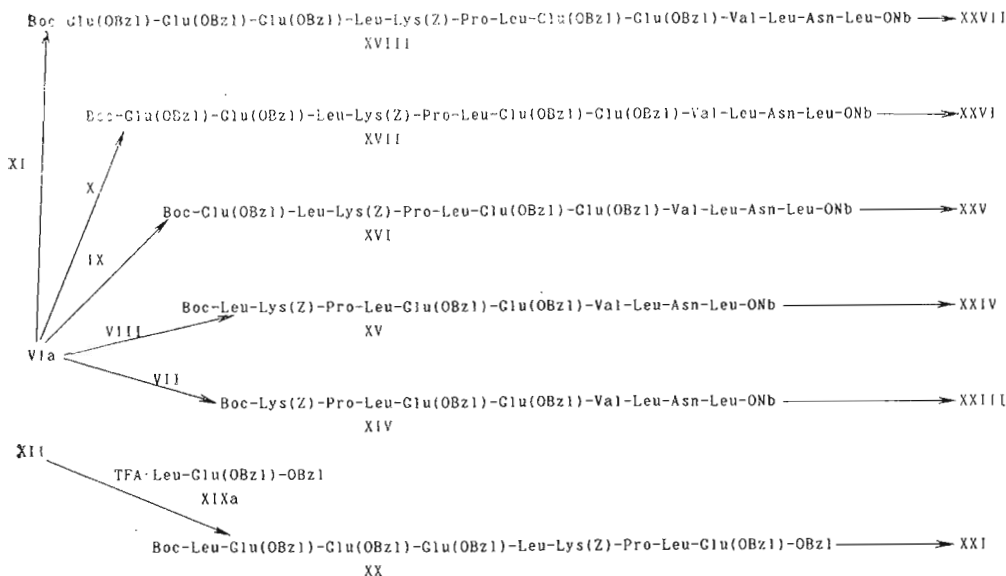 Boc-Glu(OBzl)-Glu(OBzl)-Glu(OBzl)-Leu-Lys(Z)-Pro-Leu-Glu(OBzl)-Glu(OBzl)-Val-Leu-Asn-Leu-ONb XXVII
XVIII
Boc-Glu(OBzl)-Glu(OBzl)-Leu-Lys(Z)-Pro-Leu-Glu(OBzl)-Glu(OBzl)-Val-Leu-Asn-Leu-ONb XXVI
XVII
XI
X
Boc-Glu(OBzl)-Leu-Lys(Z)-Pro-Leu-Glu(OBzl)-Glu(OBzl)-Val-Leu-Asn-Leu-ONb XXV
XVI
IX
Boc-Leu-Lys(Z)-Pro-Leu-Glu(OBzl)-Glu(OBzl)-Val-Leu-Asn-Leu-ONb XXIV
VIII
XV
VIa
VII
Boc-Lys(Z)-Pro-Leu-Glu(OBzl)-Glu(OBzl)-Val-Leu-Asn-Leu-ONb XXIII
XIV
XII
TFA·Leu-Glu(OBzl)-OBzl
XIXa
Boc-Leu-Glu(OBzl)-Glu(OBzl)-Glu(OBzl)-Leu-Lys(Z)-Pro-Leu-Glu(OBzl)-OBzl XXI
XX